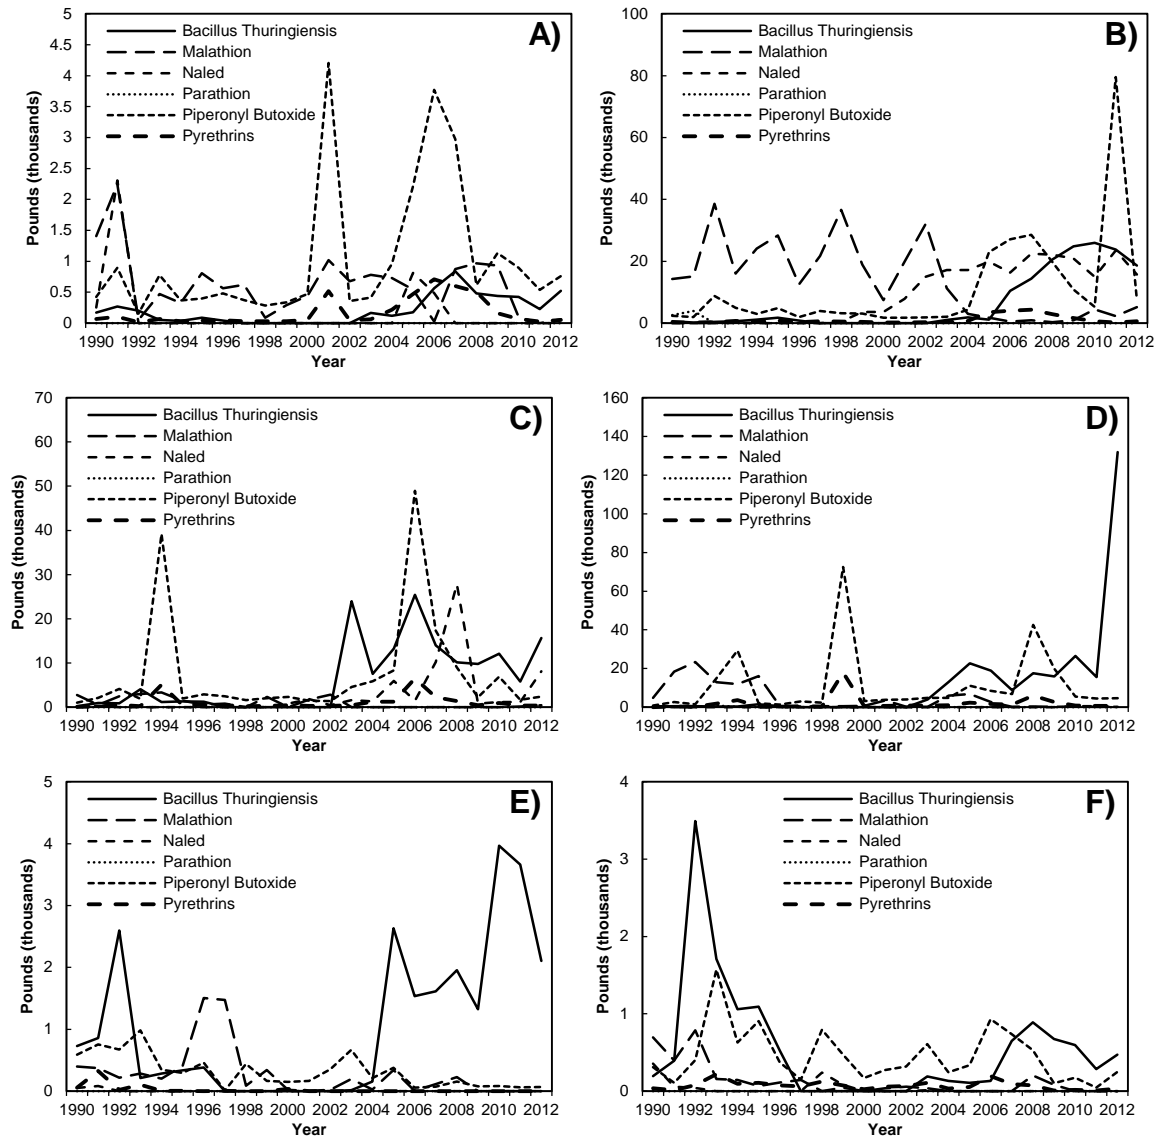 A)
Pounds (thousands)
5
4.5
4
3.5
3
2.5
2
1.5
1
0.5
0
Bacillus Thuringiensis
Malathion
Naled
Parathion
Piperonyl Butoxide
Pyrethrins
1990 1992 1994 1996 1998 2000 2002 2004 2006 2008 2010 2012
Year
B)
Pounds (thousands)
100
80
60
40
20
0
Bacillus Thuringiensis
Malathion
Naled
Parathion
Piperonyl Butoxide
Pyrethrins
1990 1992 1994 1996 1998 2000 2002 2004 2006 2008 2010 2012
Year
C)
Pounds (thousands)
70
60
50
40
30
20
10
0
Bacillus Thuringiensis
Malathion
Naled
Parathion
Piperonyl Butoxide
Pyrethrins
1990 1992 1994 1996 1998 2000 2002 2004 2006 2008 2010 2012
Year
D)
Pounds (thousands)
160
140
120
100
80
60
40
20
0
Bacillus Thuringiensis
Malathion
Naled
Parathion
Piperonyl Butoxide
Pyrethrins
1990 1992 1994 1996 1998 2000 2002 2004 2006 2008 2010 2012
Year
E)
Pounds (thousands)
5
4
3
2
1
0
Bacillus Thuringiensis
Malathion
Naled
Parathion
Piperonyl Butoxide
Pyrethrins
1990 1992 1994 1996 1998 2000 2002 2004 2006 2008 2010 2012
Year
F)
Pounds (thousands)
4
3
2
1
0
Bacillus Thuringiensis
Malathion
Naled
Parathion
Piperonyl Butoxide
Pyrethrins
1990 1992 1994 1996 1998 2000 2002 2004 2006 2008 2010 2012
Year